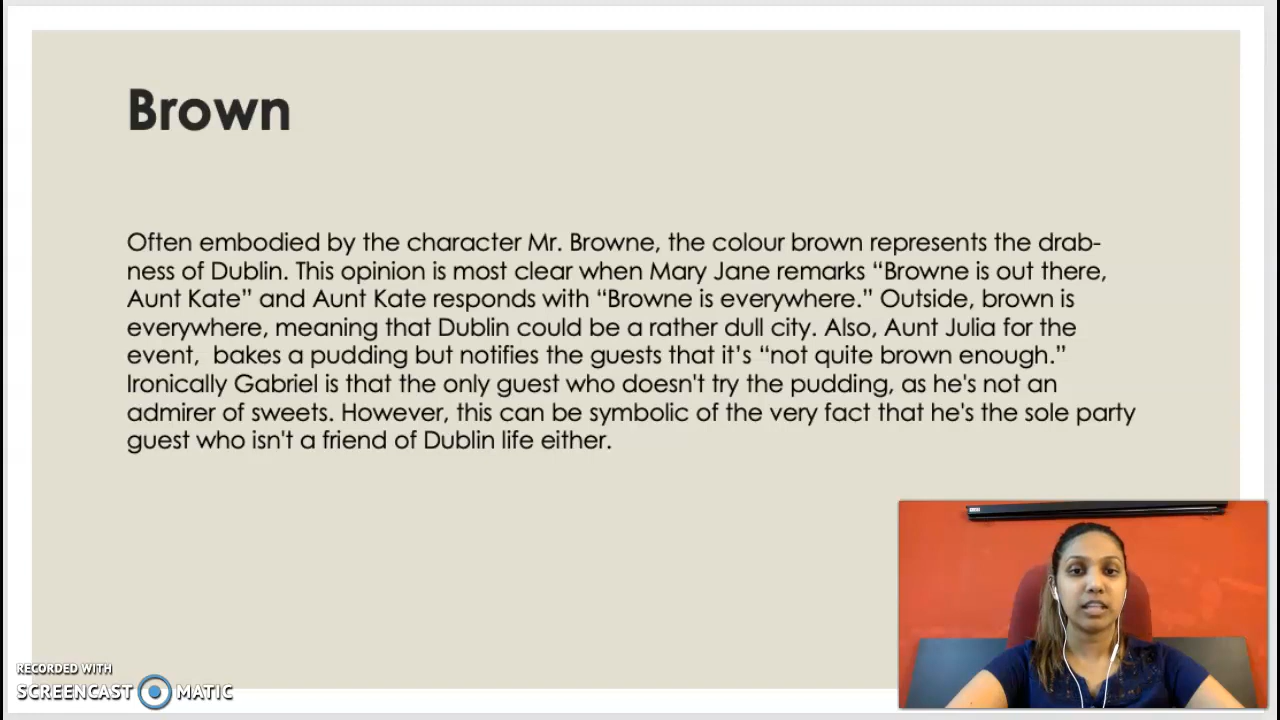 Brown
Often embodied by the character Mr. Browne, the colour brown represents the drab-
ness of Dublin. This opinion is most clear when Mary Jane remarks “Browne is out there,
Aunt Kate” and Aunt Kate responds with “Browne is everywhere.” Outside, brown is
everywhere, meaning that Dublin could be a rather dull city. Also, Aunt Julia for the
event,  bakes a pudding but notifies the guests that it’s “not quite brown enough.”
Ironically Gabriel is that the only guest who doesn't try the pudding, as he's not an
admirer of sweets. However, this can be symbolic of the very fact that he's the sole party
guest who isn't a friend of Dublin life either.
RECORDED WITH
SCREENCAST MATIC